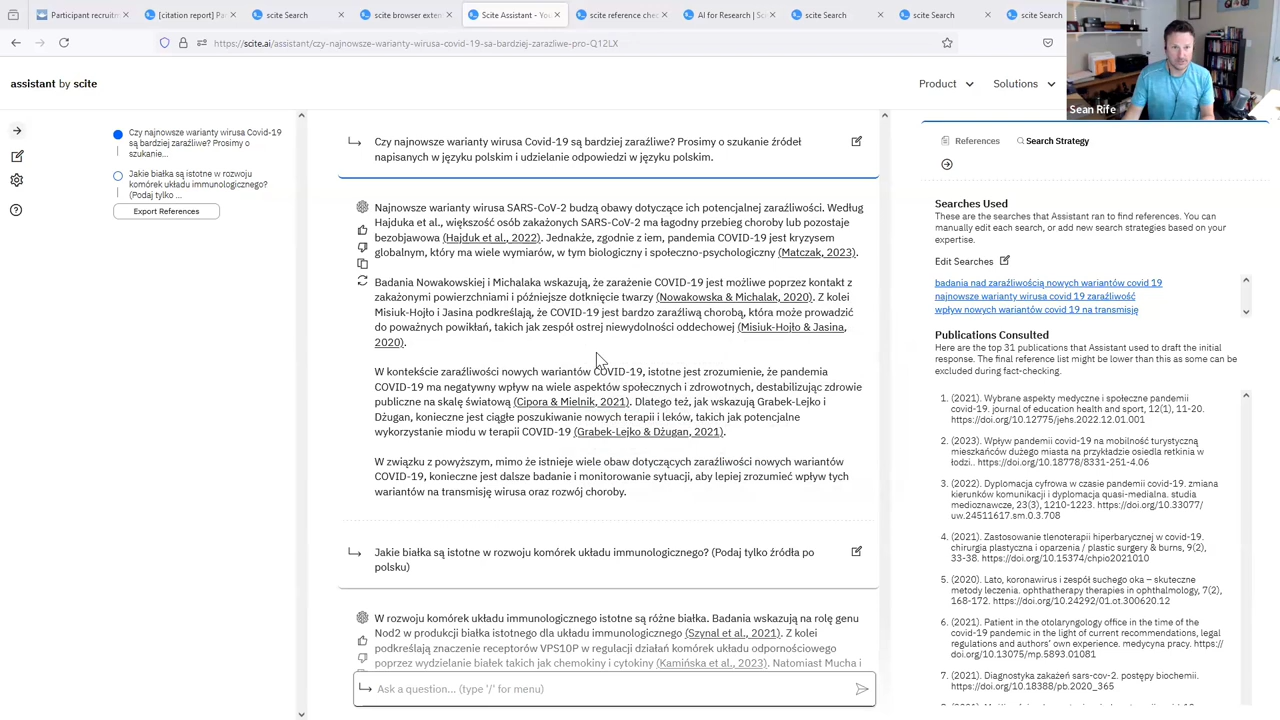 Participant recruitm
[citation report] Pa
scite Search
scite browser exten
Scite Assistant - Yo
scite reference che
AI for Research | Sc
scite Search
scite Search
scite Search
https://scite.ai/assistant/czy-najnowsze-warianty-wirusa-covid-19-sa-bardziej-zarazliwe-pro-Q12LX
assistant by scite
Product
Solutions
Sean Rife
Czy najnowsze warianty wirusa Covid-19
są bardziej zaraźliwe? Prosimy o
szukanie...
Jakie białka są istotne w rozwoju
komórek układu immunologicznego?
(Podaj tylko ...
Export References
Czy najnowsze warianty wirusa Covid-19 są bardziej zaraźliwe? Prosimy o szukanie źródeł
napisanych w języku polskim i udzielanie odpowiedzi w języku polskim.
Najnowsze warianty wirusa SARS-CoV-2 budzą obawy dotyczące ich potencjalnej zaraźliwości. Według
Hajduka et al., większość osób zakażonych SARS-CoV-2 ma łagodny przebieg choroby lub pozostaje
bezobjawowa (Hajduk et al., 2022). Jednakże, zgodnie z iem, pandemia COVID-19 jest kryzysem
globalnym, który ma wiele wymiarów, w tym biologiczny i społeczno-psychologiczny (Matczak, 2023).
Badania Nowakowskiej i Michalaka wskazują, że zarażenie COVID-19 jest możliwe poprzez kontakt z
zakażonymi powierzchniami i późniejsze dotknięcie twarzy (Nowakowska & Michalak, 2020). Z kolei
Misiuk-Hojło i Jasina podkreślają, że COVID-19 jest bardzo zaraźliwą chorobą, która może prowadzić
do poważnych powikłań, takich jak zespół ostrej niewydolności oddechowej (Misiuk-Hojło & Jasina,
2020).
W kontekście zaraźliwości nowych wariantów COVID-19, istotne jest zrozumienie, że pandemia
COVID-19 ma negatywny wpływ na wiele aspektów społecznych i zdrowotnych, destabilizując zdrowie
publiczne na skalę światową (Cipora & Mielnik, 2021). Dlatego też, jak wskazują Grabek-Lejko i
Dżugan, konieczne jest ciągłe poszukiwanie nowych terapii i leków, takich jak potencjalne
wykorzystanie miodu w terapii COVID-19 (Grabek-Lejko & Dżugan, 2021).
W związku z powyższym, mimo że istnieje wiele obaw dotyczących zaraźliwości nowych wariantów
COVID-19, konieczne jest dalsze badanie i monitorowanie sytuacji, aby lepiej zrozumieć wpływ tych
wariantów na transmisję wirusa oraz rozwój choroby.
Jakie białka są istotne w rozwoju komórek układu immunologicznego? (Podaj tylko źródła po
polsku)
W rozwoju komórek układu immunologicznego istotne są różne białka. Badania wskazują na rolę genu
Nod2 w produkcji białka istotnego dla układu immunologicznego (Szynal et al., 2021). Z kolei
podkreślają znaczenie receptorów VPS10P w regulacji działań komórek układu odpornościowego
poprzez wydzielanie białek takich jak chemokiny i cytokiny (Kamińska et al., 2023). Natomiast Mucha i
Ask a question... (type '/' for menu)
References
Search Strategy
Searches Used
These are the searches that Assistant ran to find references. You can
manually edit each search, or add new search strategies based on your
expertise.
Edit Searches
badania nad zaraźliwością nowych wariantów covid 19
najnowsze warianty wirusa covid 19 zaraźliwość
wpływ nowych wariantów covid 19 na transmisję
Publications Consulted
Here are the top 31 publications that Assistant used to draft the initial
response. The final reference list might be lower than this as some can be
excluded during fact-checking.
1. (2021). Wybrane aspekty medyczne i społeczne pandemii
covid-19. journal of education health and sport, 12(1), 11-20.
https://doi.org/10.12775/jehs.2022.12.01.001
2. (2023). Wpływ pandemii covid-19 na mobilność turystyczną
mieszkańców dużego miasta na przykładzie osiedla retkinia w
łodzi.. https://doi.org/10.18778/8331-251-4.06
3. (2022). Dyplomacja cyfrowa w czasie pandemii covid-19. zmiana
kierunków komunikacji i dyplomacja quasi-medialna. studia
medioznawcze, 23(3), 1210-1223. https://doi.org/10.33077/
uw.24511617.sm.0.3.708
4. (2021). Zastosowanie tlenoterapii hiperbarycznej w covid-19.
chirurgia plastyczna i oparzenia / plastic surgery & burns, 9(2),
33-38. https://doi.org/10.15374/chpio2021010
5. (2020). Lato, koronawirus i zespół suchego oka – skuteczne
metody leczenia. ophthatherapy therapies in ophthalmology, 7(2),
168-172. https://doi.org/10.24292/01.ot.300620.12
6. (2021). Patient in the otolaryngology office in the time of the
covid-19 pandemic in the light of current recommendations, legal
regulations and authors' own experience. medycyna pracy. https://
doi.org/10.13075/mp.5893.01081
7. (2021). Diagnostyka zakażeń sars-cov-2. postępy biochemii.
https://doi.org/10.18388/pb.2020_365